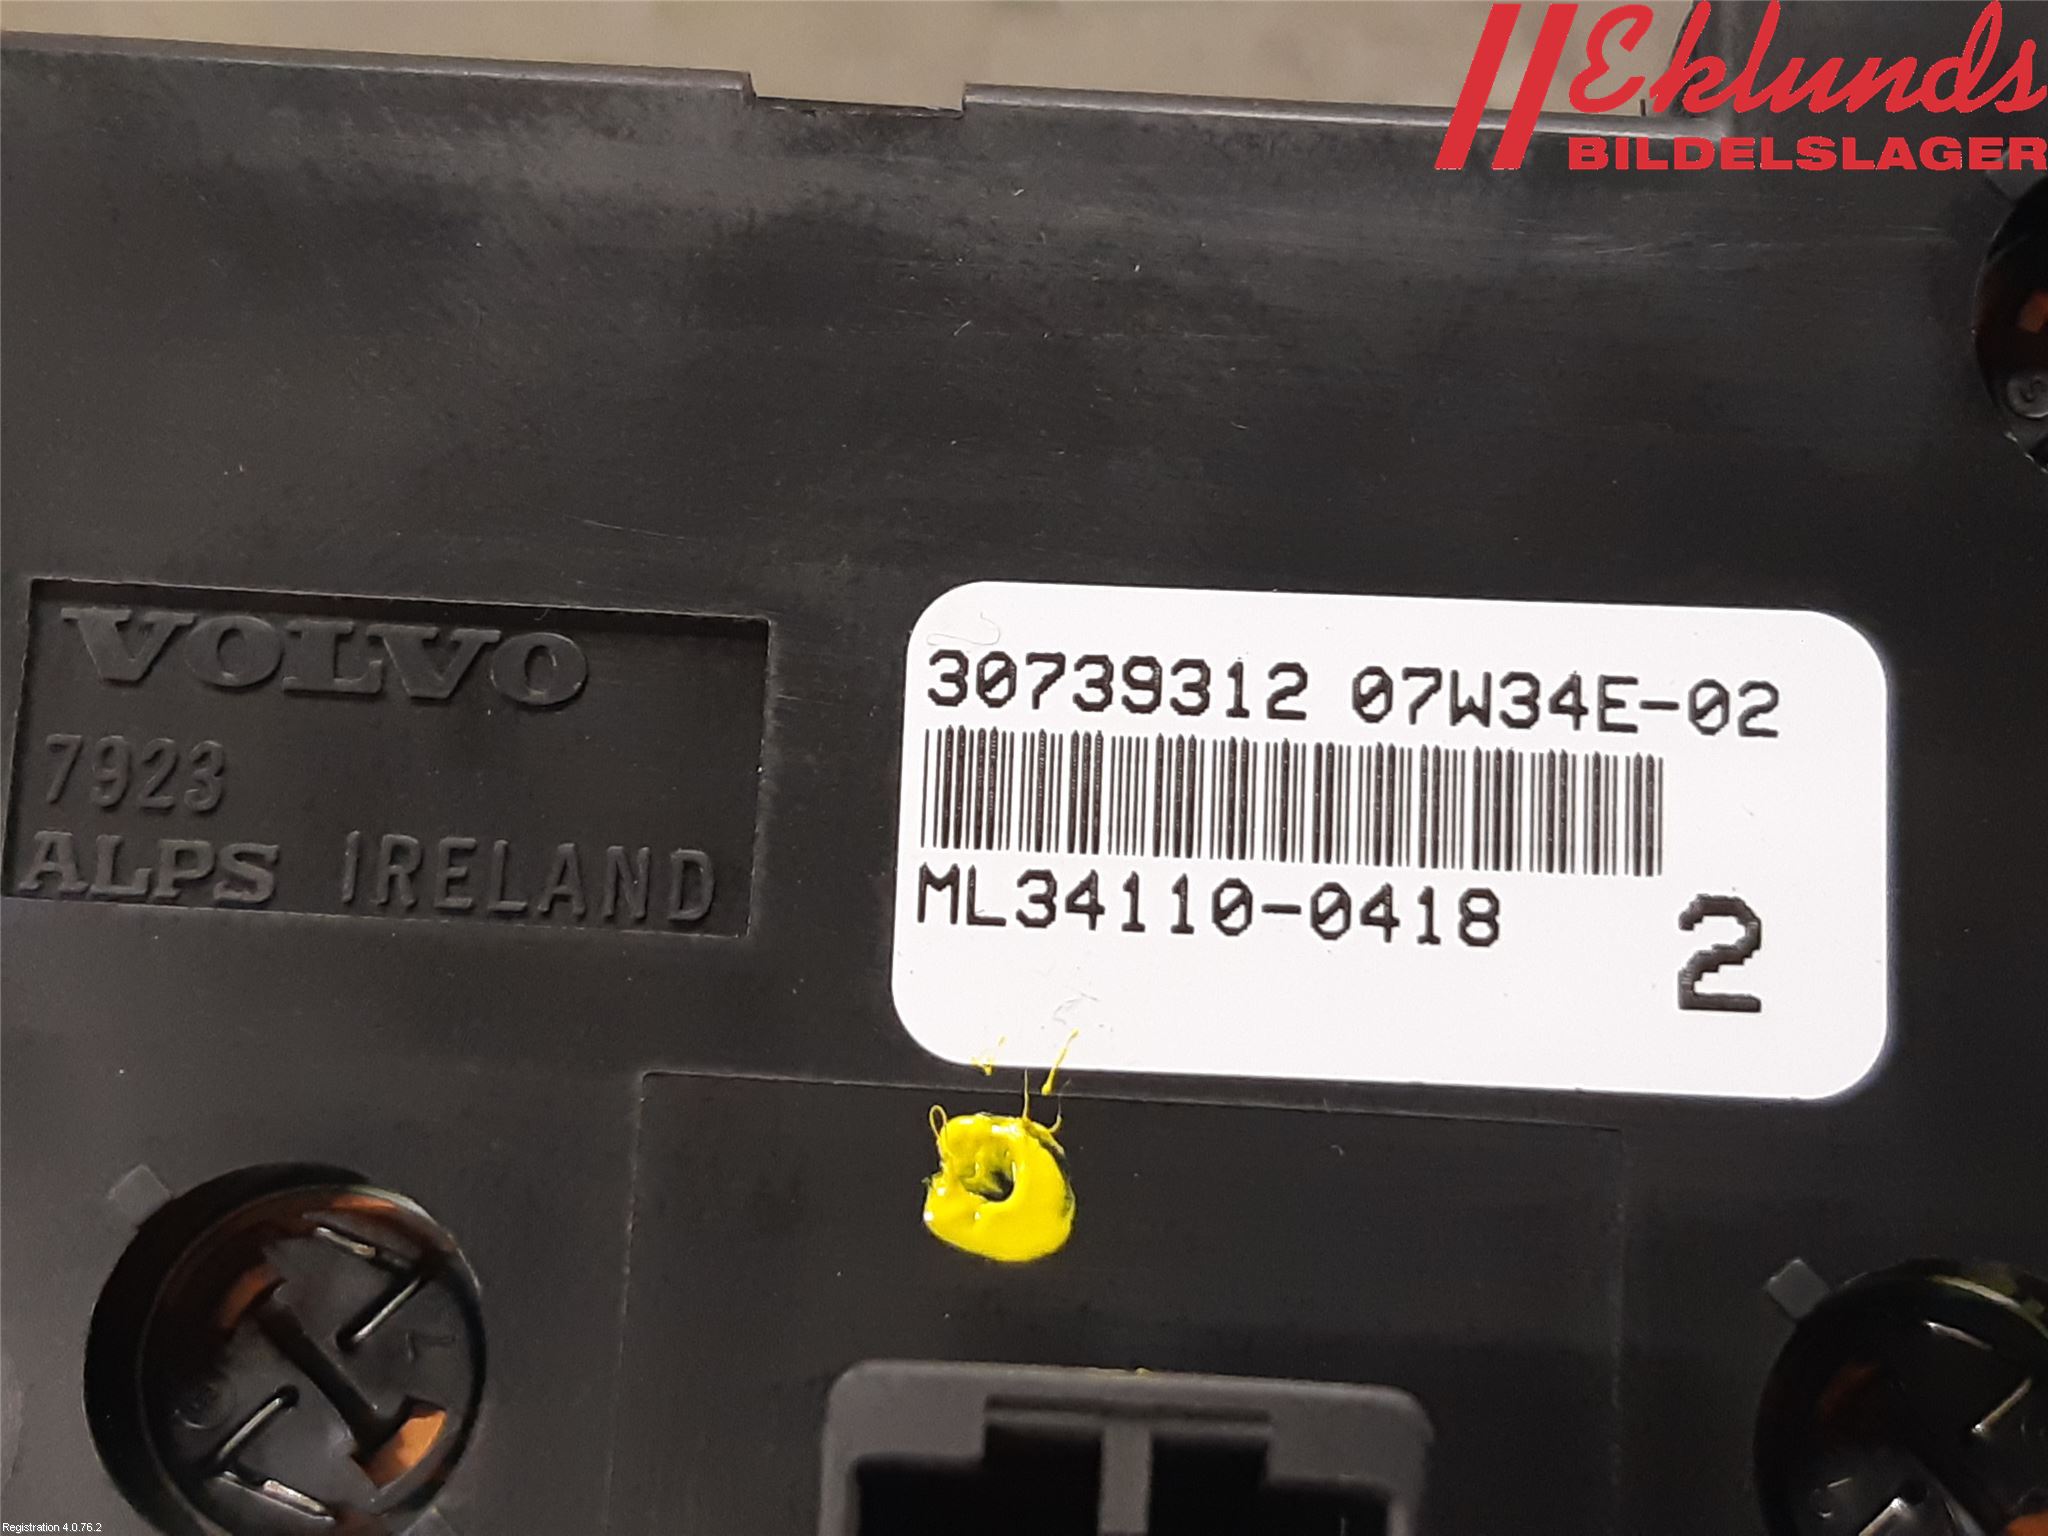 Eklunds
BILDELSLAGER
VOLVO
7923
ALPS IRELAND
30739312 07W34E-02
ML34110-0418
2
Registration 4.0.76.2